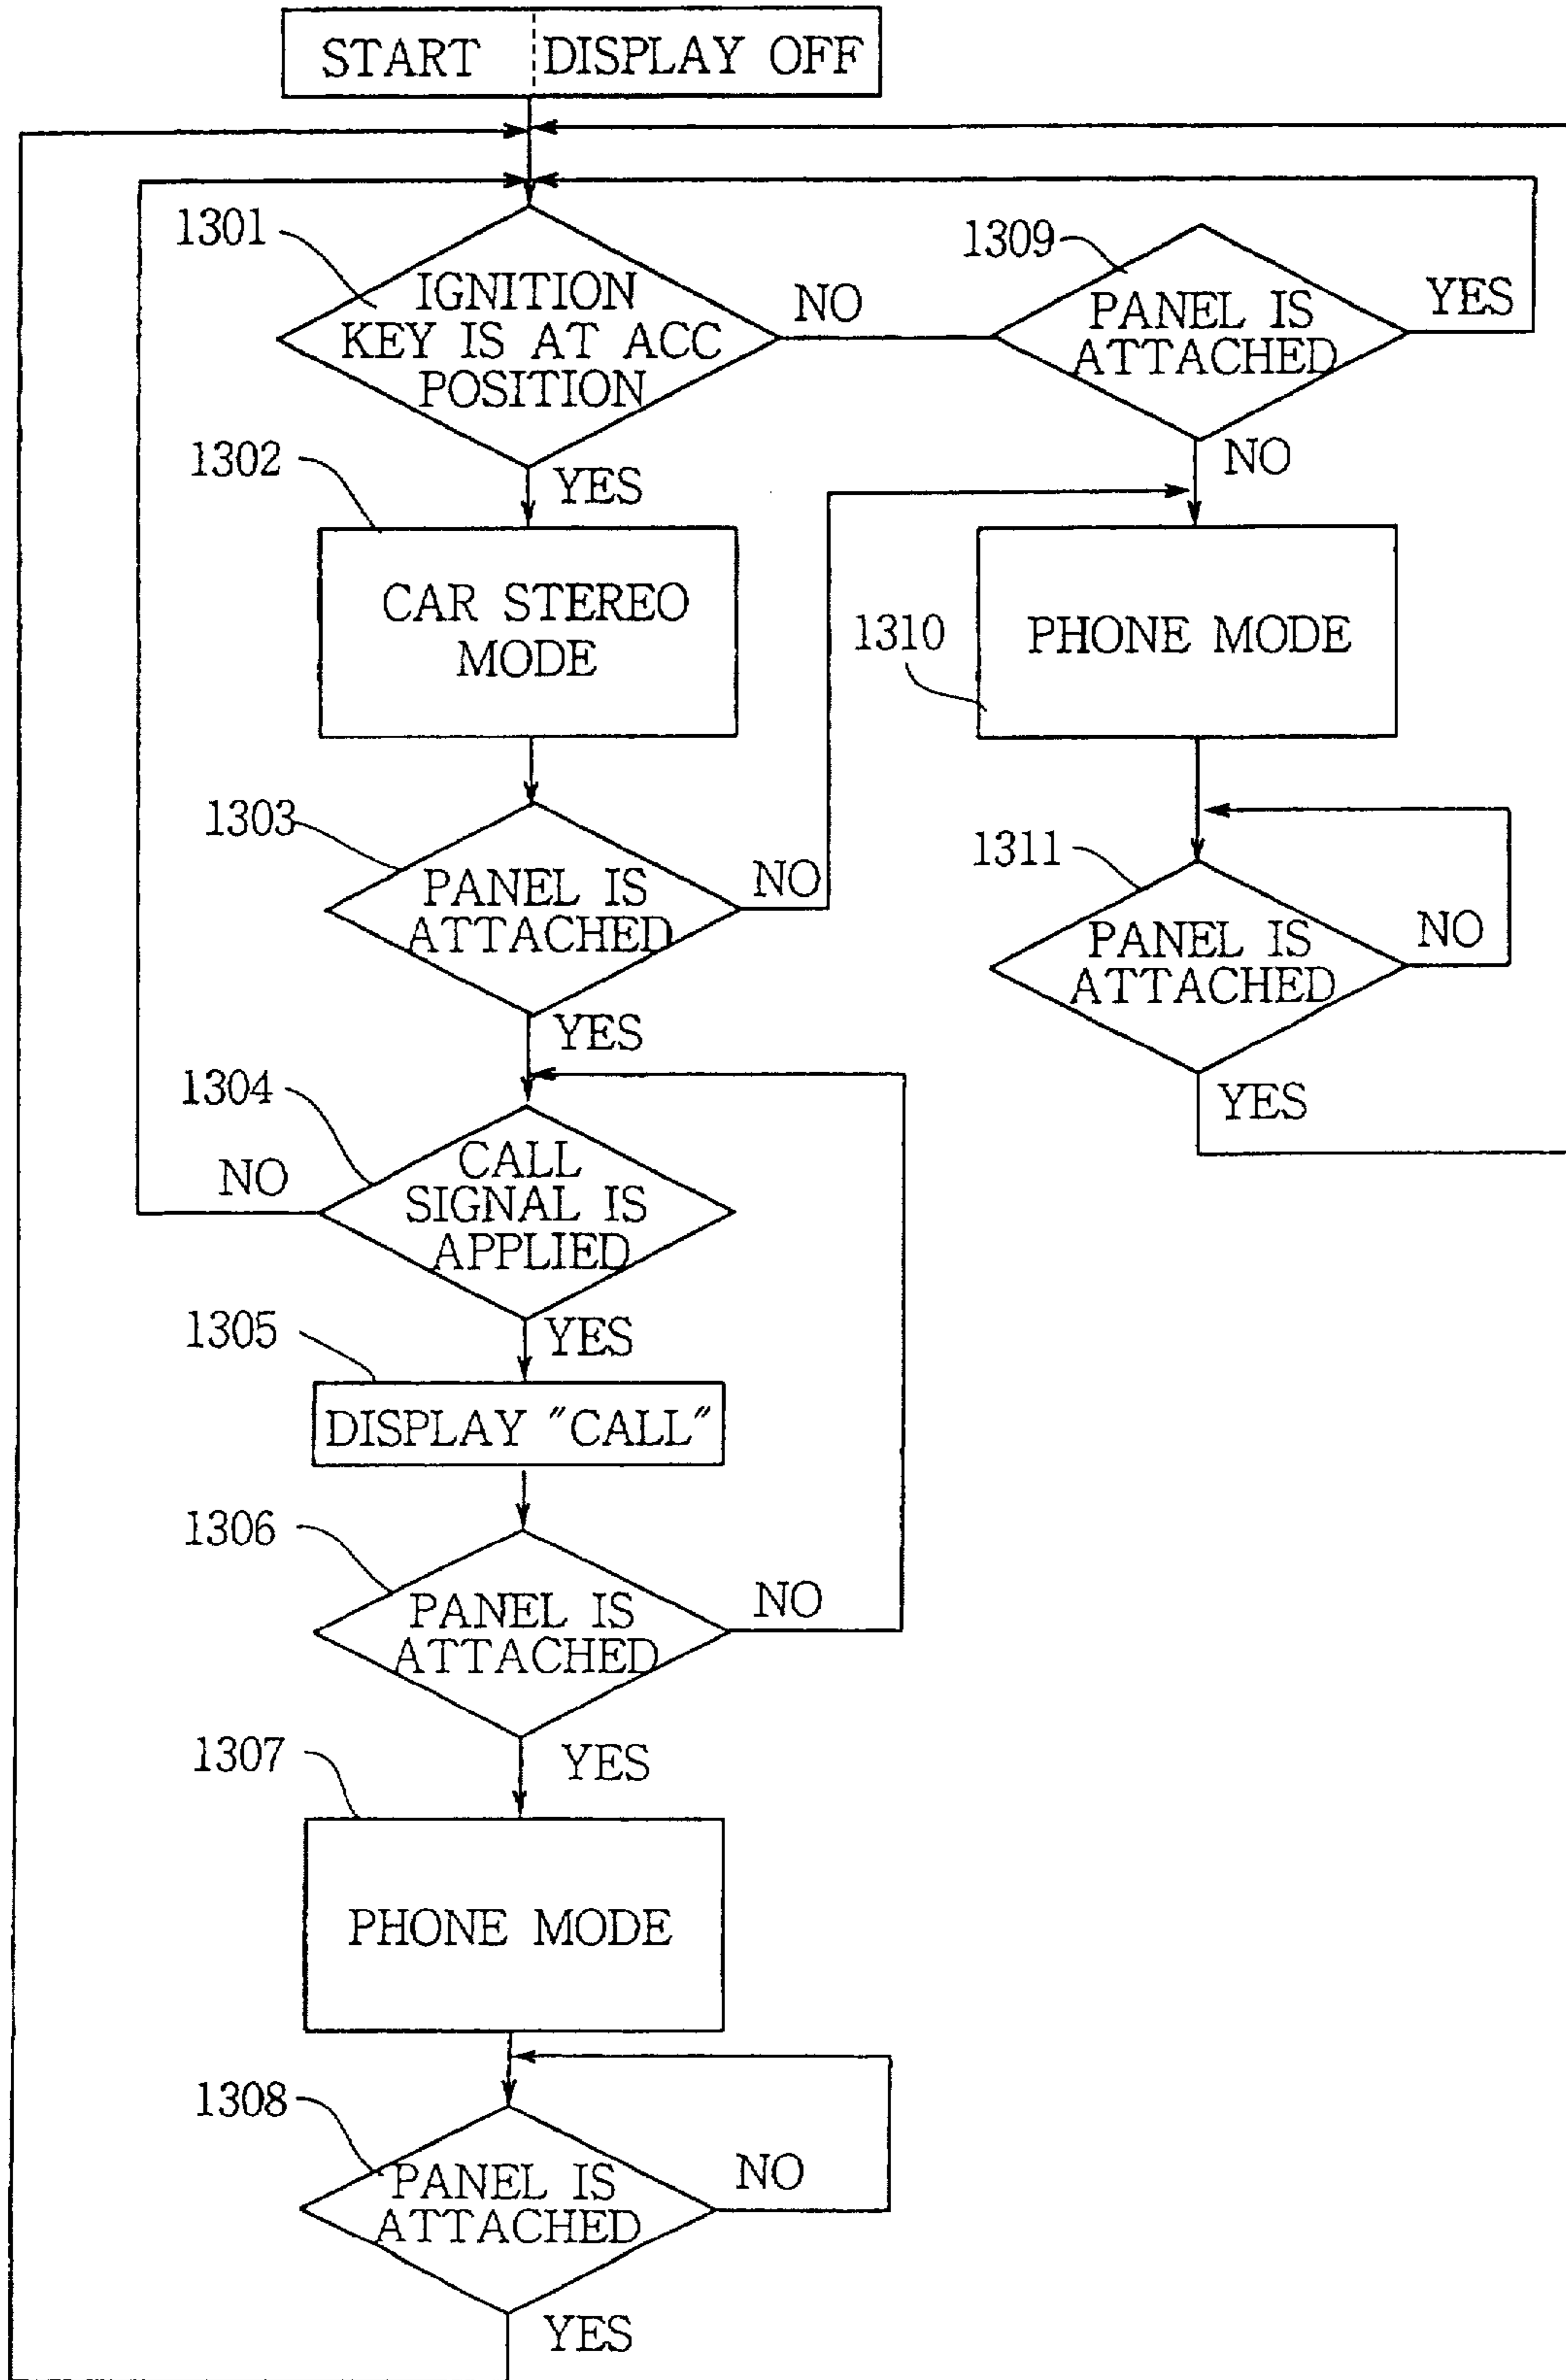 START DISPLAY OFF
1301
IGNITION
KEY IS AT ACC
POSITION
NO
1309
PANEL IS
ATTACHED
YES
NO
1302
YES
CAR STEREO
MODE
1310
PHONE MODE
1303
PANEL IS
ATTACHED
NO
YES
1311
PANEL IS
ATTACHED
NO
YES
1304
CALL
SIGNAL IS
APPLIED
NO
YES
1305
DISPLAY "CALL"
1306
PANEL IS
ATTACHED
NO
YES
1307
PHONE MODE
1308
PANEL IS
ATTACHED
NO
YES